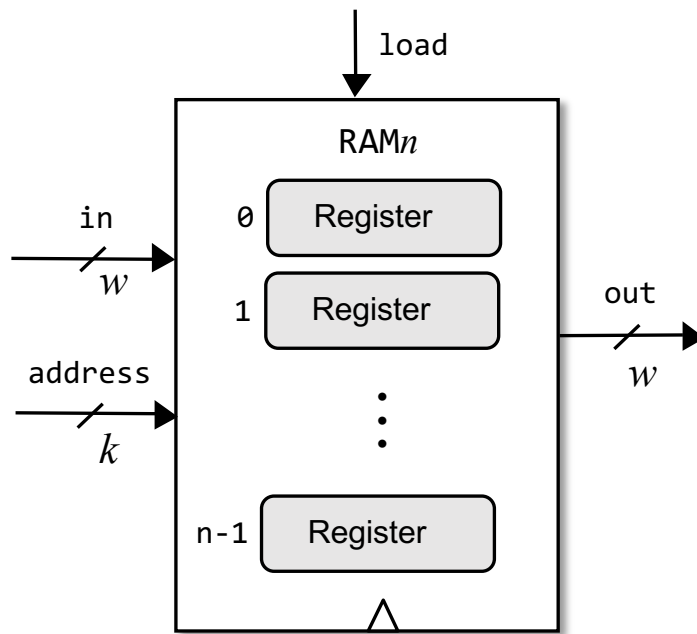 load
RAMn
0 Register
in
w
1 Register
out
w
address
k
n-1 Register